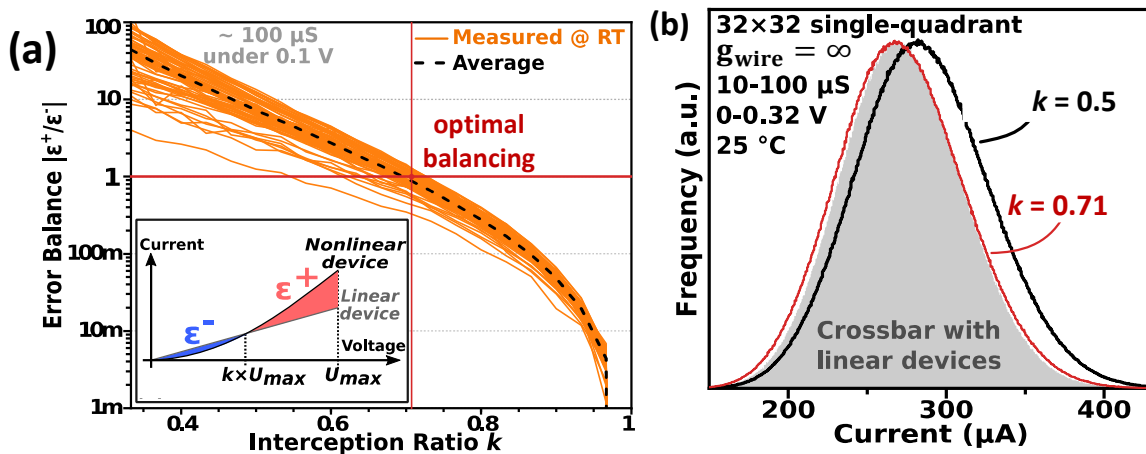 (a)
100
10
1
100m
10m
1m
Error Balance |ε⁺/ε⁻|
~ 100 µS
under 0.1 V
Measured @ RT
Average
optimal
balancing
Current
Nonlinear
device
ε⁺
Linear
device
ε⁻
Voltage
k×Umax
Umax
0.4
0.6
0.8
1
Interception Ratio k
(b)
32×32 single-quadrant
g_wire = ∞
10-100 µS
0-0.32 V
25 °C
k = 0.5
k = 0.71
Crossbar with
linear devices
Frequency (a.u.)
200
300
400
Current (µA)